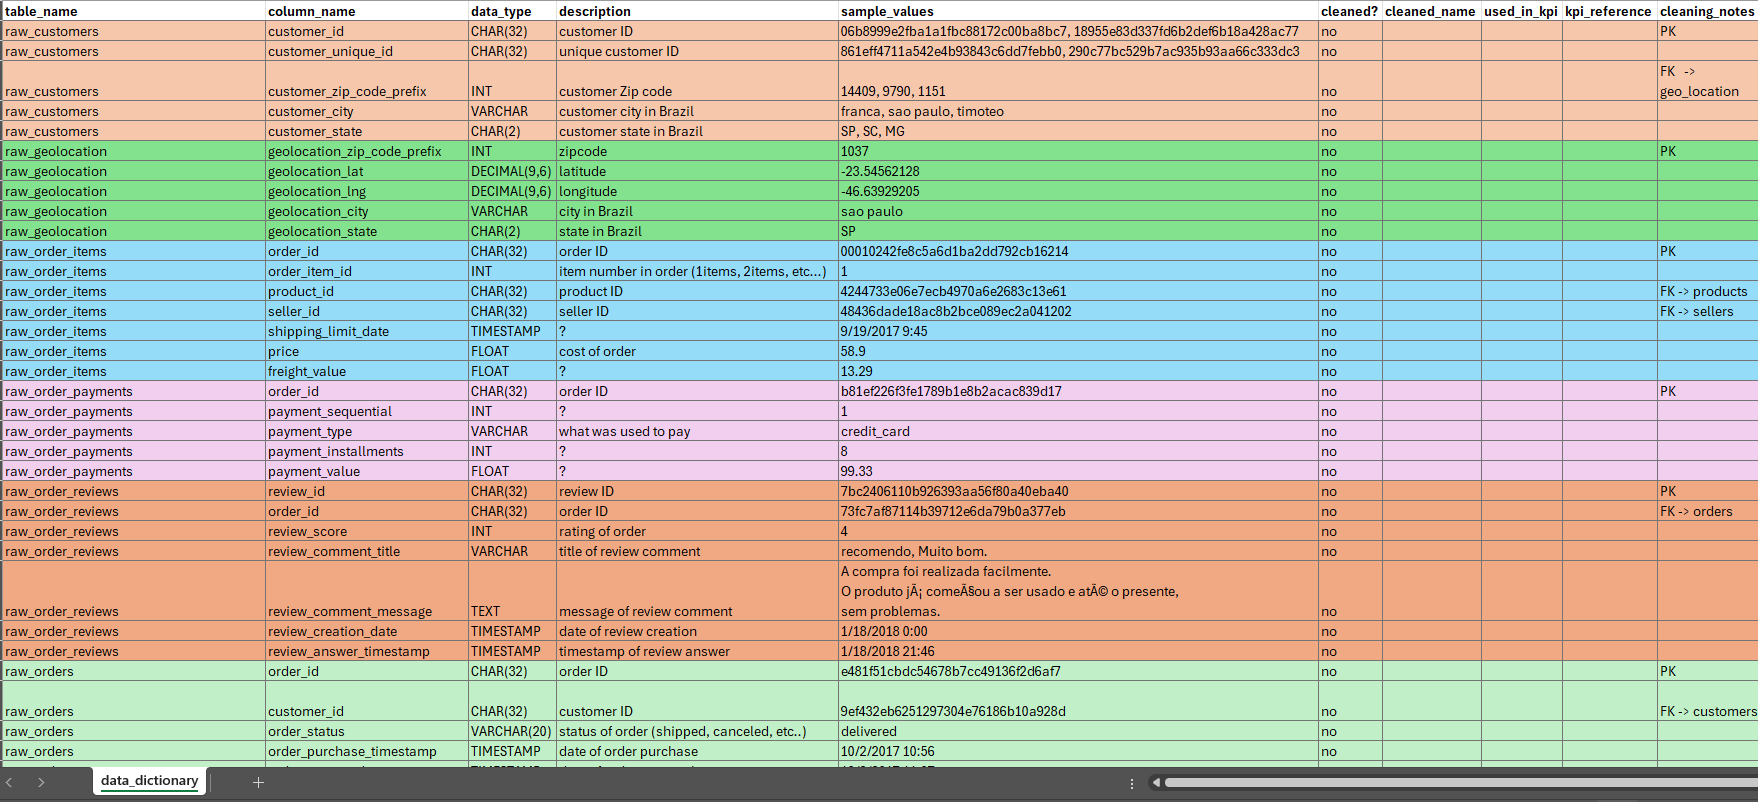 table_name column_name data_type description sample_values cleaned? cleaned_name used_in_kpi kpi_reference cleaning_notes
raw_customers customer_id CHAR(32) customer ID 06b8999e2fba1a1fbc88172c00ba8bc7, 18955e83d337fd6b2def6b18a428ac77 no PK
raw_customers customer_unique_id CHAR(32) unique customer ID 861eff4711a542e4b93843c6dd7febb0, 290c77bc529b7ac935b93aa66c333dc3 no
FK ->
raw_customers customer_zip_code_prefix INT customer Zip code 14409, 9790, 1151 no geo_location
raw_customers customer_city VARCHAR customer city in Brazil franca, sao paulo, timoteo no
raw_customers customer_state CHAR(2) customer state in Brazil SP, SC, MG no
raw_geolocation geolocation_zip_code_prefix INT zipcode 1037 no PK
raw_geolocation geolocation_lat DECIMAL(9,6) latitude -23.54562128 no
raw_geolocation geolocation_lng DECIMAL(9,6) longitude -46.63929205 no
raw_geolocation geolocation_city VARCHAR city in Brazil sao paulo no
raw_geolocation geolocation_state CHAR(2) state in Brazil SP no
raw_order_items order_id CHAR(32) order ID 00010242fe8c5a6d1ba2dd792cb16214 no PK
raw_order_items order_item_id INT item number in order (1items, 2items, etc...) 1 no
raw_order_items product_id CHAR(32) product ID 4244733e06e7ecb4970a6e2683c13e61 no FK -> products
raw_order_items seller_id CHAR(32) seller ID 48436dade18ac8b2bce089ec2a041202 no FK -> sellers
raw_order_items shipping_limit_date TIMESTAMP ? 9/19/2017 9:45 no
raw_order_items price FLOAT cost of order 58.9 no
raw_order_items freight_value FLOAT ? 13.29 no
raw_order_payments order_id CHAR(32) order ID b81ef226f3fe1789b1e8b2acac839d17 no PK
raw_order_payments payment_sequential INT ? 1 no
raw_order_payments payment_type VARCHAR what was used to pay credit_card no
raw_order_payments payment_installments INT ? 8 no
raw_order_payments payment_value FLOAT ? 99.33 no
raw_order_reviews review_id CHAR(32) review ID 7bc2406110b926393aa56f80a40eba40 no PK
raw_order_reviews order_id CHAR(32) order ID 73fc7af87114b39712e6da79b0a377eb no FK -> orders
raw_order_reviews review_score INT rating of order 4 no
raw_order_reviews review_comment_title VARCHAR title of review comment recomendo, Muito bom. no
A compra foi realizada facilmente.
O produto jÃ¡ comeÃ§ou a ser usado e atÃ© o presente,
raw_order_reviews review_comment_message TEXT message of review comment sem problemas. no
raw_order_reviews review_creation_date TIMESTAMP date of review creation 1/18/2018 0:00 no
raw_order_reviews review_answer_timestamp TIMESTAMP timestamp of review answer 1/18/2018 21:46 no
raw_orders order_id CHAR(32) order ID e481f51cbdc54678b7cc49136f2d6af7 no PK
raw_orders customer_id CHAR(32) customer ID 9ef432eb6251297304e76186b10a928d no FK -> customers
raw_orders order_status VARCHAR(20) status of order (shipped, canceled, etc..) delivered no
raw_orders order_purchase_timestamp TIMESTAMP date of order purchase 10/2/2017 10:56 no
data_dictionary